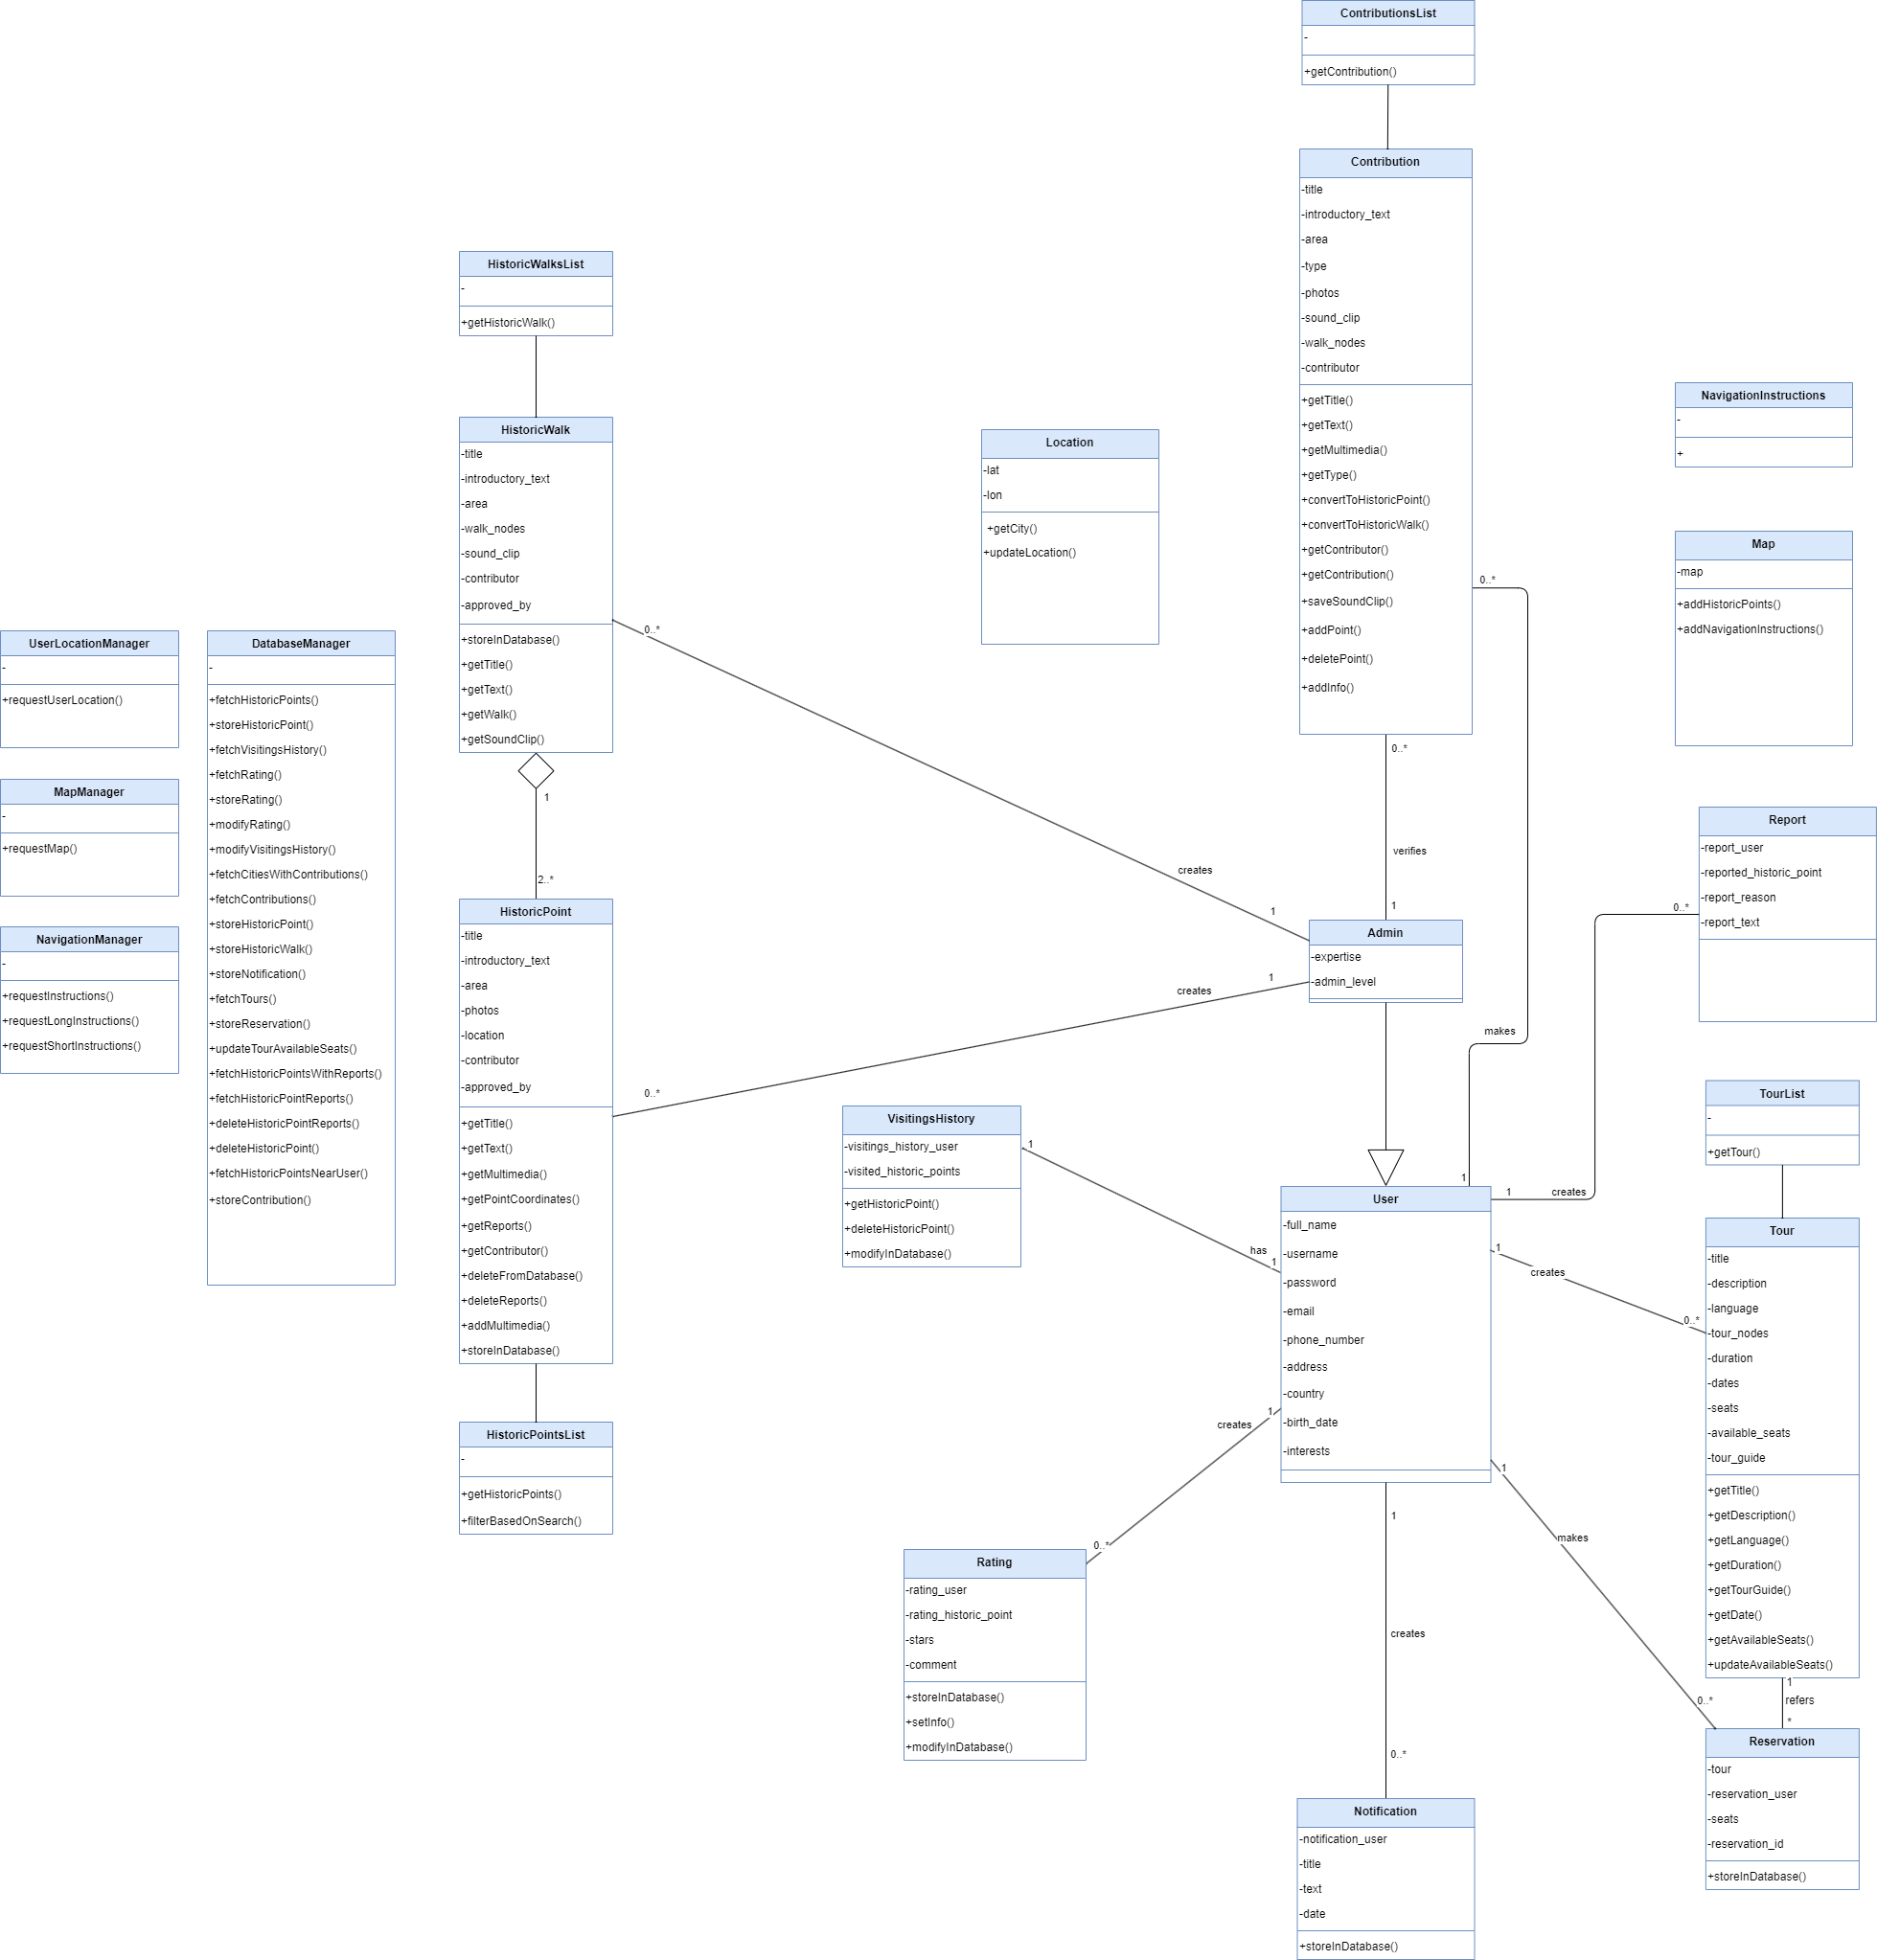 ContributionsList
-
+getContribution()
Contribution
-title
-introductory_text
-area
-type
-photos
-sound_clip
-walk_nodes
-contributor
+getTitle()
+getText()
+getMultimedia()
+getType()
+convertToHistoricPoint()
+convertToHistoricWalk()
+getContributor()
+getContribution()
+saveSoundClip()
+addPoint()
+deletePoint()
+addInfo()
HistoricWalksList
-
+getHistoricWalk()
HistoricWalk
-title
-introductory_text
-area
-walk_nodes
-sound_clip
-contributor
-approved_by
+storeInDatabase()
+getTitle()
+getText()
+getWalk()
+getSoundClip()
Location
-lat
-lon
+getCity()
+updateLocation()
NavigationInstructions
-
+
Map
-map
+addHistoricPoints()
+addNavigationInstructions()
UserLocationManager
-
+requestUserLocation()
MapManager
-
+requestMap()
NavigationManager
-
+requestInstructions()
+requestLongInstructions()
+requestShortInstructions()
DatabaseManager
-
+fetchHistoricPoints()
+storeHistoricPoint()
+fetchVisitingsHistory()
+fetchRating()
+storeRating()
+modifyRating()
+modifyVisitingsHistory()
+fetchCitiesWithContributions()
+fetchContributions()
+storeHistoricPoint()
+storeHistoricWalk()
+storeNotification()
+fetchTours()
+storeReservation()
+updateTourAvailableSeats()
+fetchHistoricPointsWithReports()
+fetchHistoricPointReports()
+deleteHistoricPointReports()
+deleteHistoricPoint()
+fetchHistoricPointsNearUser()
+storeContribution()
1
2..*
HistoricPoint
-title
-introductory_text
-area
-photos
-location
-contributor
-approved_by
+getTitle()
+getText()
+getMultimedia()
+getPointCoordinates()
+getReports()
+getContributor()
+deleteFromDatabase()
+deleteReports()
+addMultimedia()
+storeInDatabase()
HistoricPointsList
-
+getHistoricPoints()
+filterBasedOnSearch()
0..*
creates
1
0..*
creates
1
0..*
verifies
1
0..*
makes
1
Admin
-expertise
-admin_level
Report
-report_user
-reported_historic_point
-report_reason
-report_text
0..*
1
creates
VisitingsHistory
-visitings_history_user
-visited_historic_points
+getHistoricPoint()
+deleteHistoricPoint()
+modifyInDatabase()
1
has
1
User
-full_name
-username
-password
-email
-phone_number
-address
-country
-birth_date
-interests
TourList
-
+getTour()
Tour
-title
-description
-language
-tour_nodes
-duration
-dates
-seats
-available_seats
-tour_guide
+getTitle()
+getDescription()
+getLanguage()
+getDuration()
+getTourGuide()
+getDate()
+getAvailableSeats()
+updateAvailableSeats()
1
creates
0..*
1
creates
0..*
Rating
-rating_user
-rating_historic_point
-stars
-comment
+storeInDatabase()
+setInfo()
+modifyInDatabase()
1
creates
0..*
1
makes
0..*
1
refers
*
Reservation
-tour
-reservation_user
-seats
-reservation_id
+storeInDatabase()
Notification
-notification_user
-title
-text
-date
+storeInDatabase()